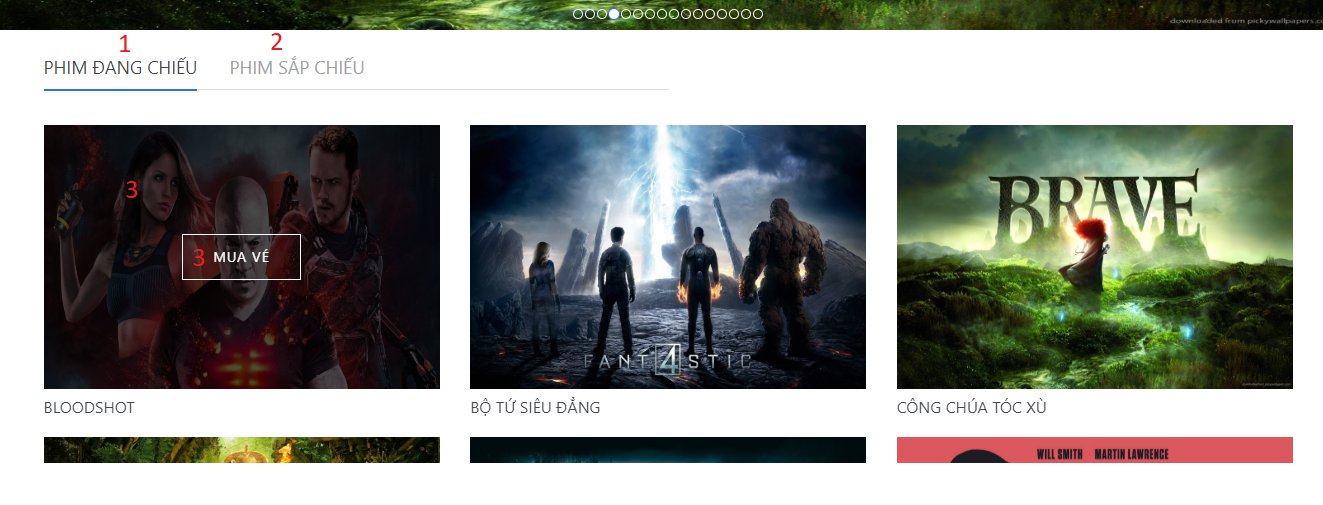 downloaded from pickywallpapers.com
1
2
PHIM ĐANG CHIẾU
PHIM SẮP CHIẾU
3
3 MUA VÉ
BRAVE
FANT4STIC
BLOODSHOT
BỘ TỨ SIÊU ĐẲNG
CÔNG CHÚA TÓC XÙ
WILL SMITH MARTIN LAWRENCE